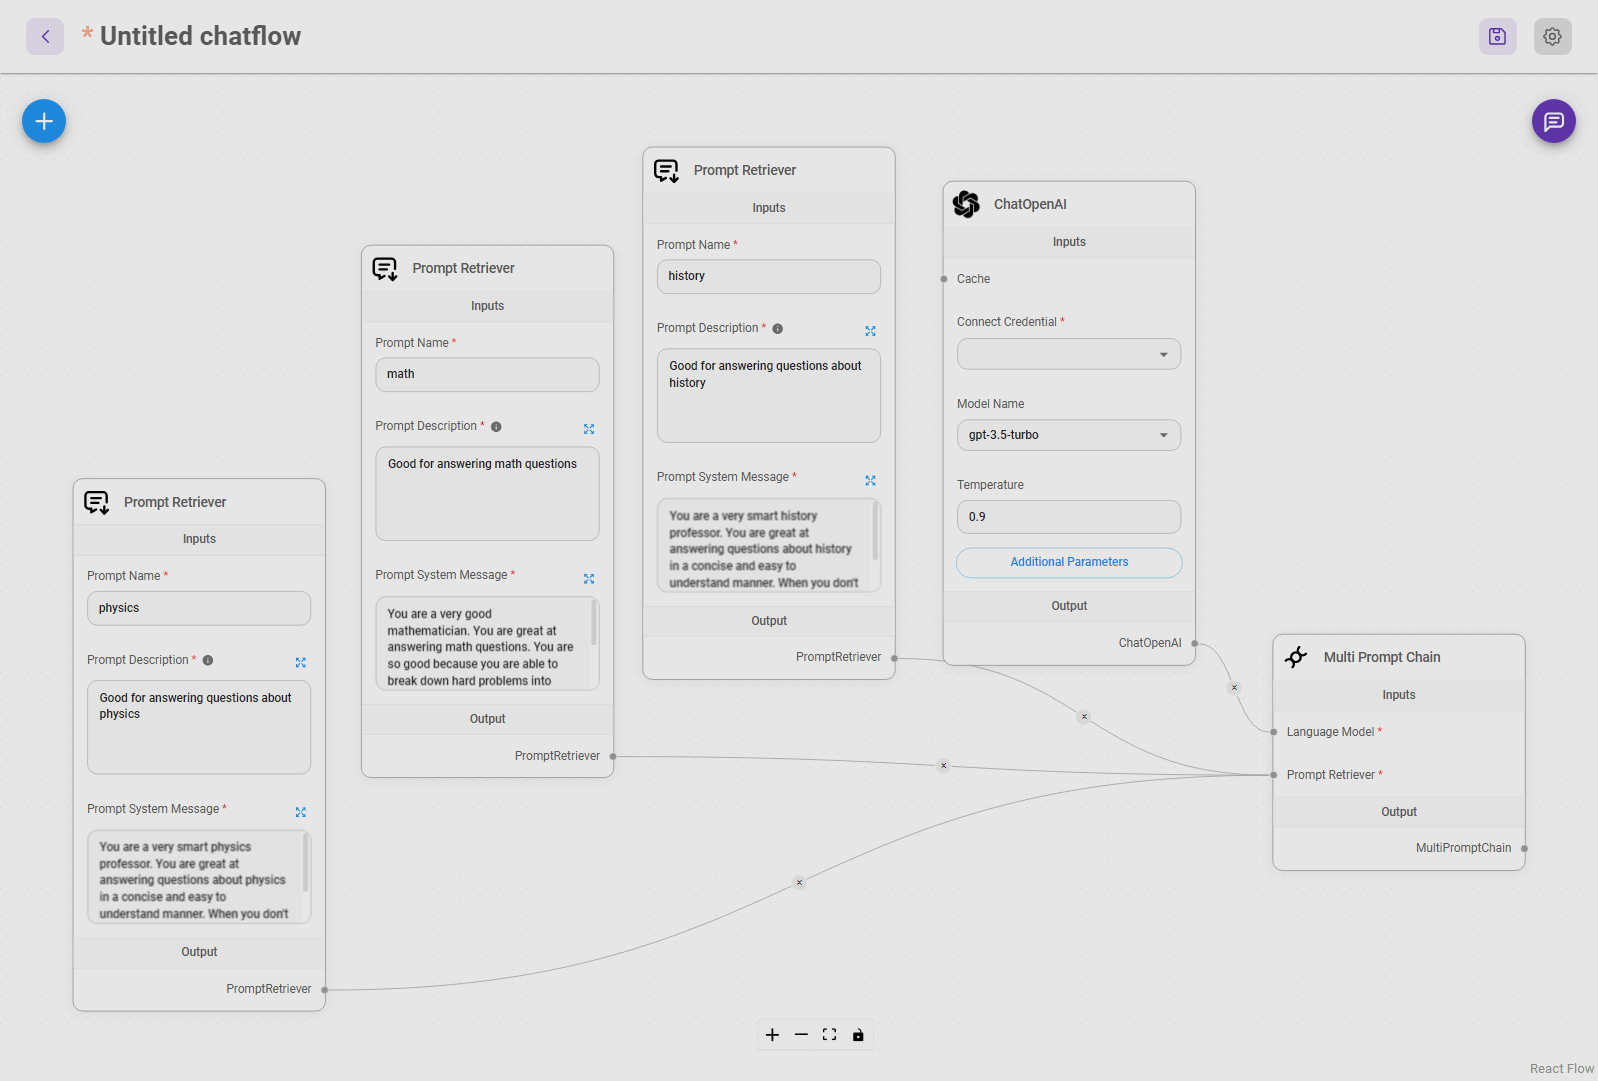 * Untitled chatflow
Prompt Retriever
Inputs
Prompt Name *
physics
Prompt Description *
Good for answering questions about
physics
Prompt System Message *
You are a very smart physics
professor. You are great at
answering questions about physics
in a concise and easy to
understand manner. When you don't
Output
PromptRetriever
Prompt Retriever
Inputs
Prompt Name *
math
Prompt Description *
Good for answering math questions
Prompt System Message *
You are a very good
mathematician. You are great at
answering math questions. You are
so good because you are able to
break down hard problems into
Output
PromptRetriever
Prompt Retriever
Inputs
Prompt Name *
history
Prompt Description *
Good for answering questions about
history
Prompt System Message *
You are a very smart history
professor. You are great at
answering questions about history
in a concise and easy to
understand manner. When you don't
Output
PromptRetriever
ChatOpenAI
Inputs
Cache
Connect Credential *
Model Name
gpt-3.5-turbo
Temperature
0.9
Additional Parameters
Output
ChatOpenAI
Multi Prompt Chain
Inputs
Language Model *
Prompt Retriever *
Output
MultiPromptChain
React Flow